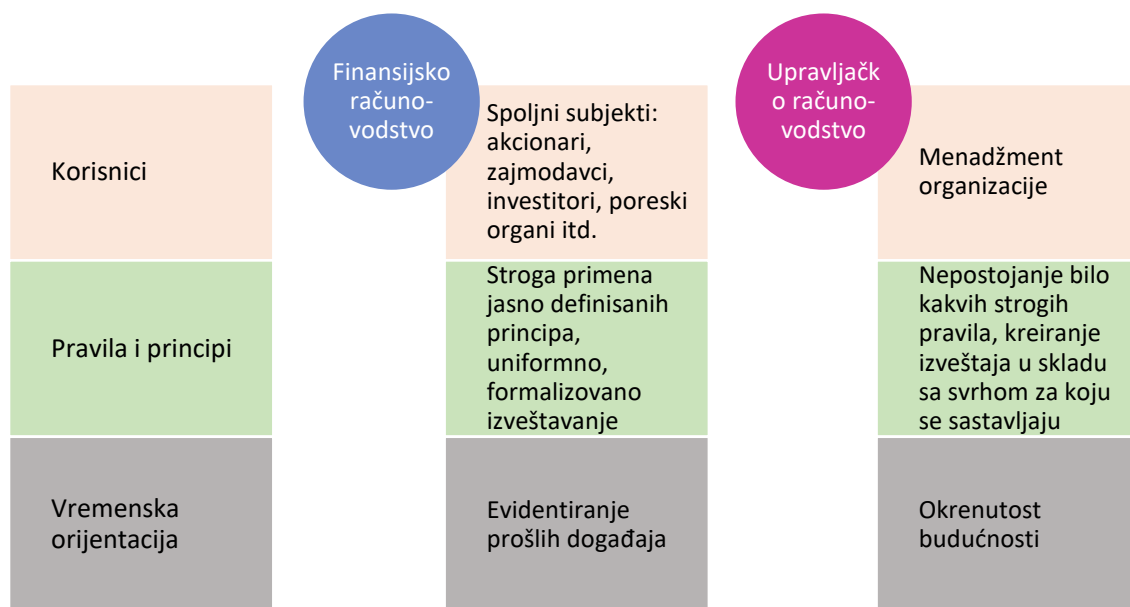 Finansijsko
računo-
vodstvo
Upravljačk
o računo-
vodstvo
Korisnici
Spoljni subjekti:
akcionari,
zajmodavci,
investitori, poreski
organi itd.
Menadžment
organizacije
Pravila i principi
Stroga primena
jasno definisanih
principa,
uniformno,
formalizovano
izveštavanje
Nepostojanje bilo
kakvih strogih
pravila, kreiranje
izveštaja u skladu
sa svrhom za koju
se sastavljaju
Vremenska
orijentacija
Evidentiranje
prošlih događaja
Okrenutost
budućnosti